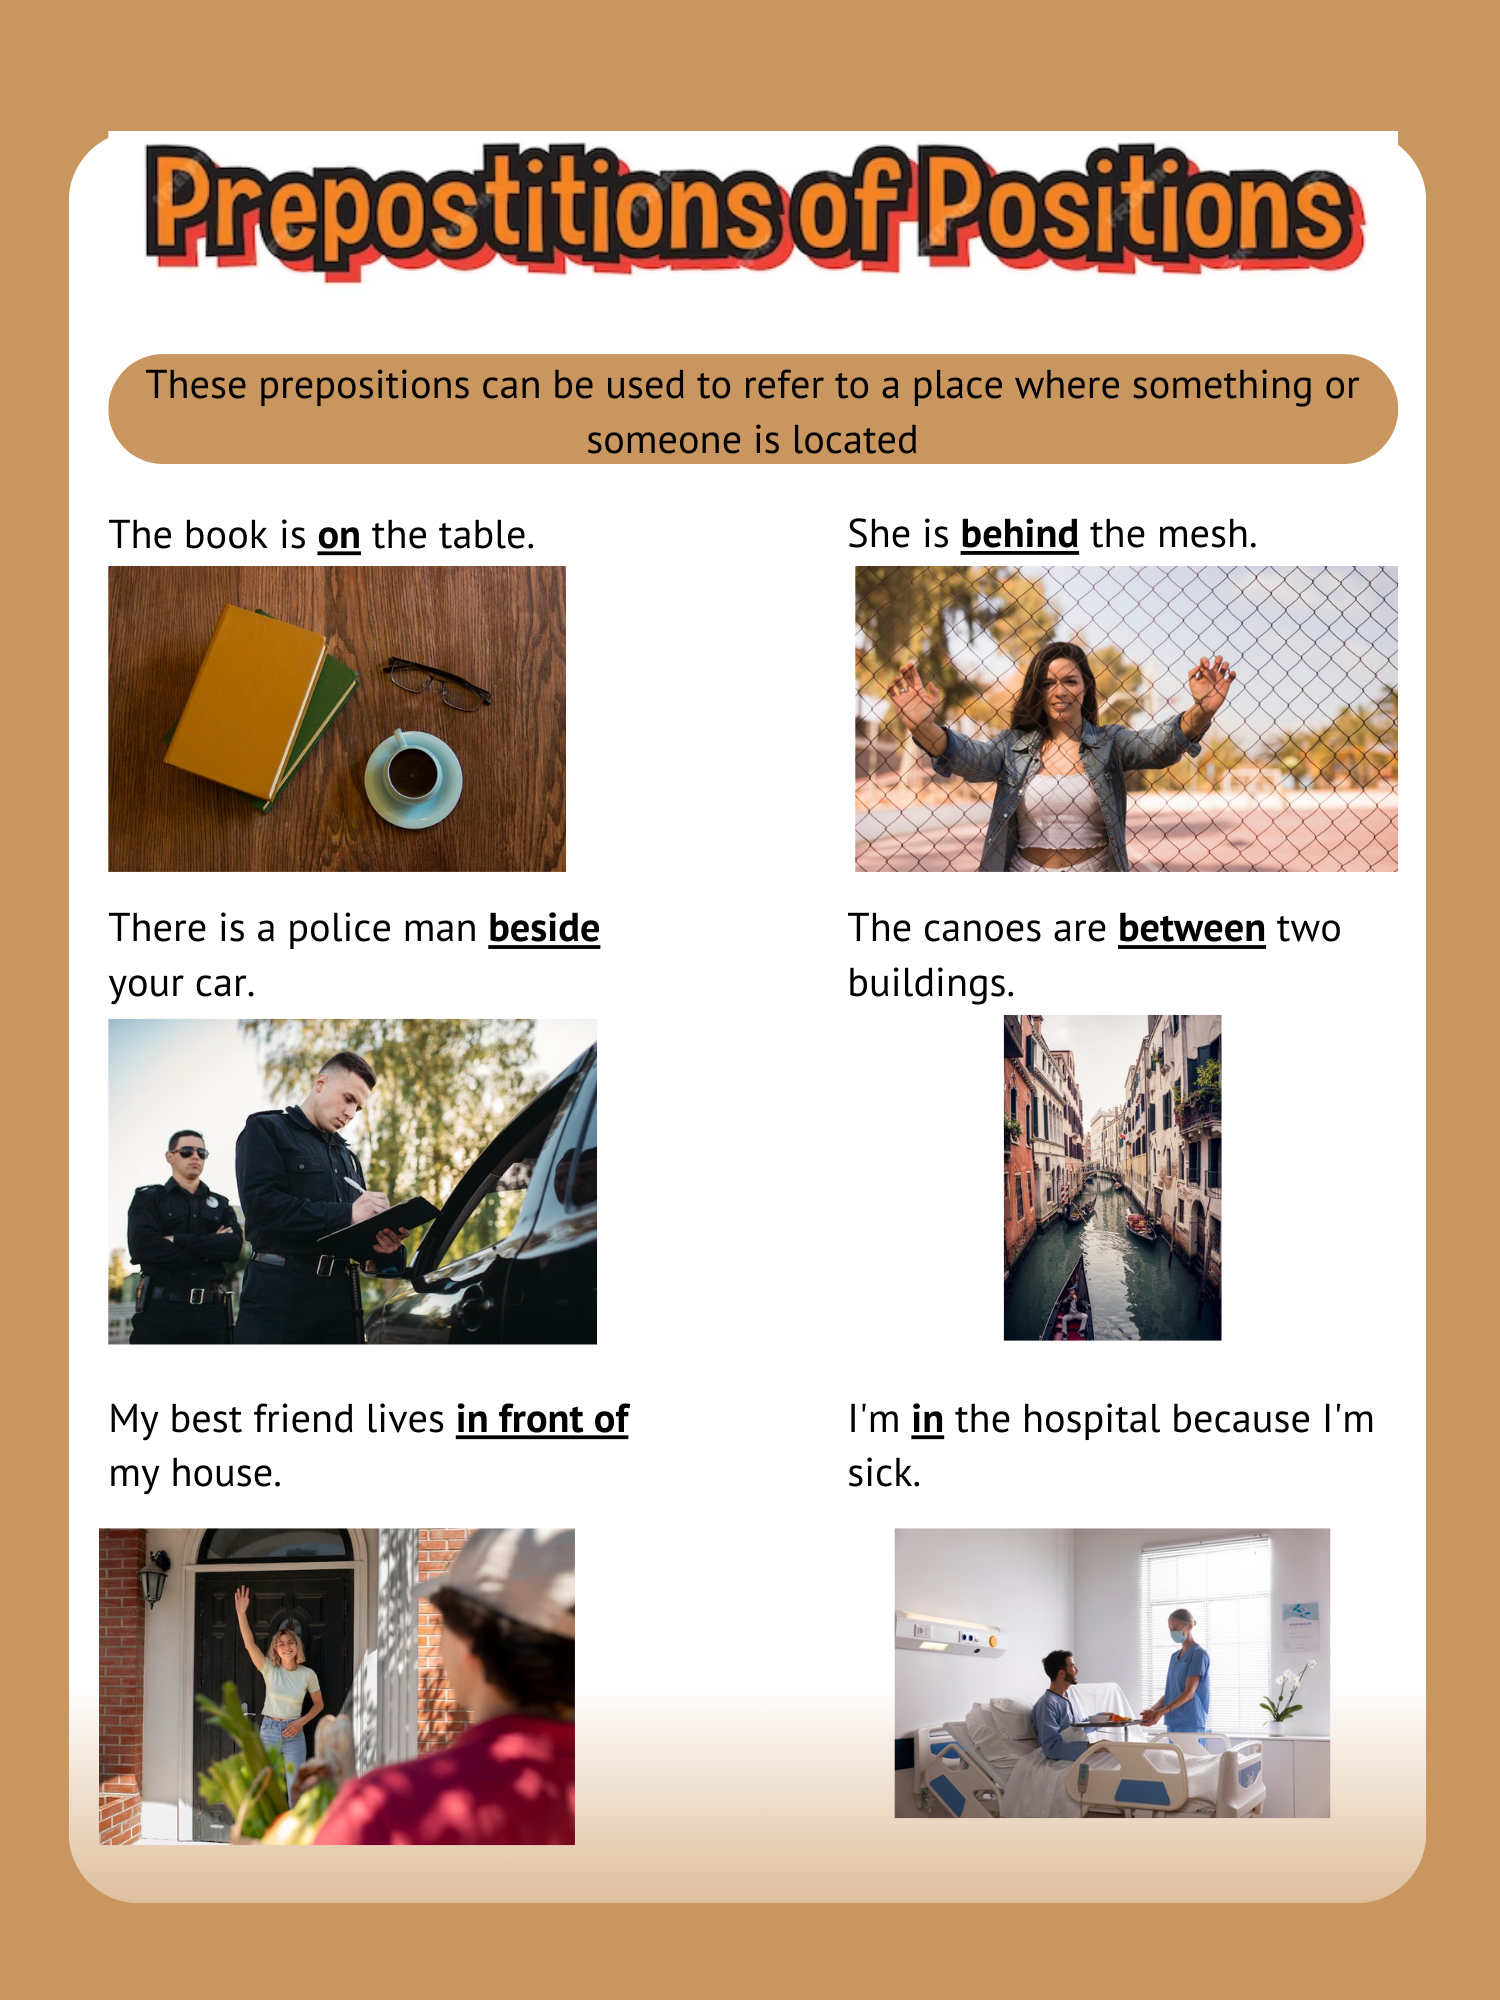 Prepostitions of Positions
These prepositions can be used to refer to a place where something or
someone is located
The book is on the table.
She is behind the mesh.
There is a police man beside
your car.
The canoes are between two
buildings.
My best friend lives in front of
my house.
I'm in the hospital because I'm
sick.